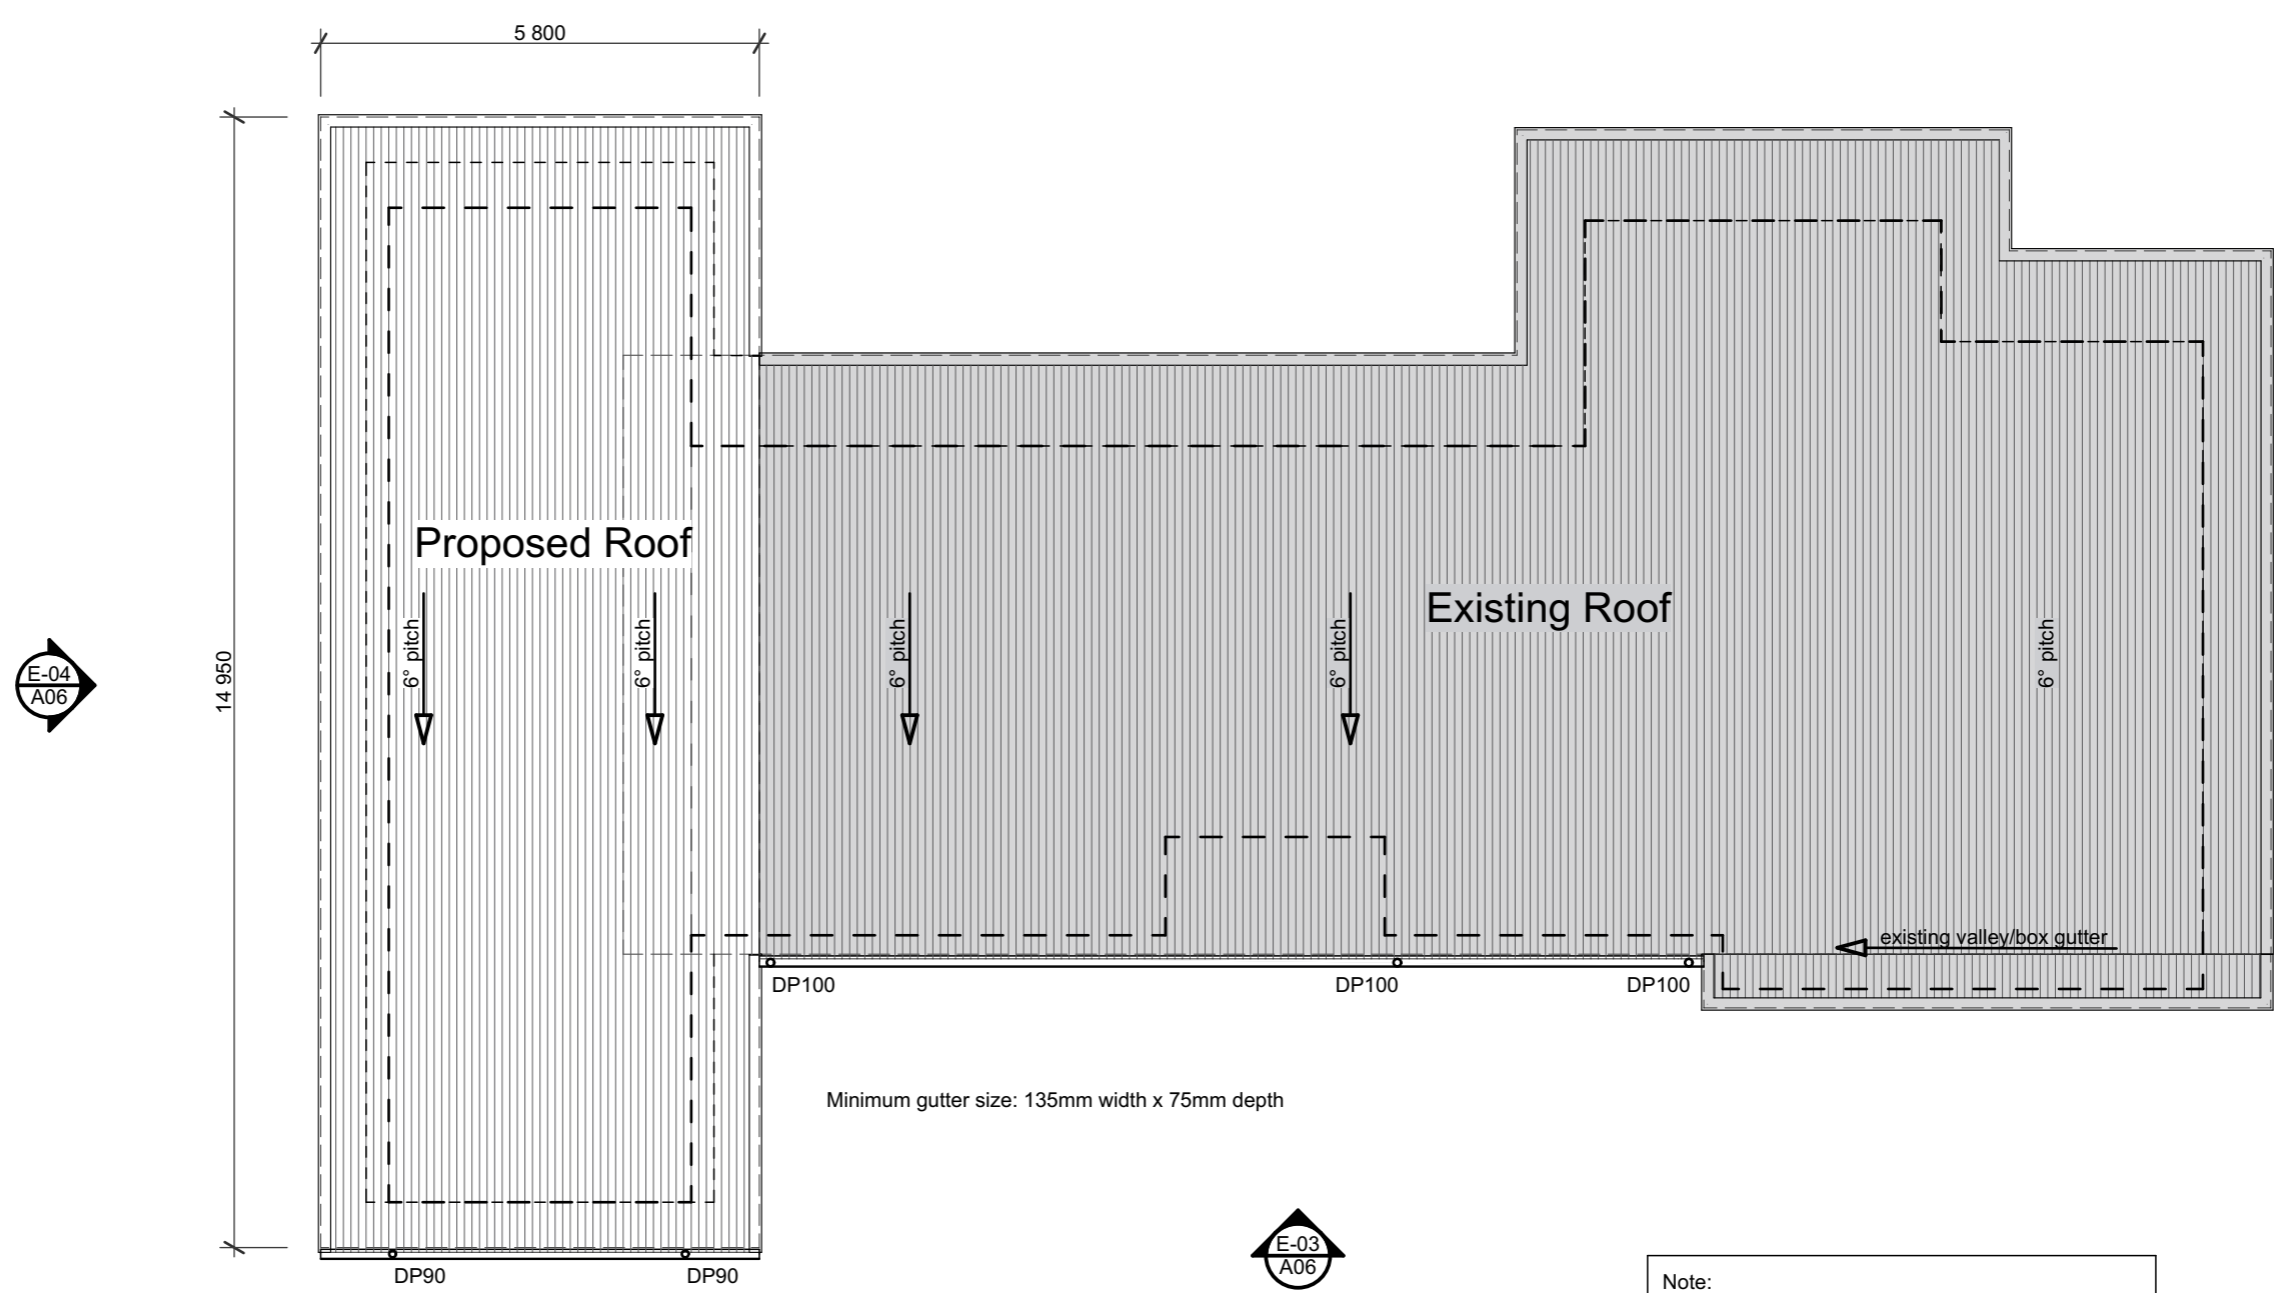 5 800
14 950
Proposed Roof
Existing Roof
6° pitch
6° pitch
6° pitch
6° pitch
6° pitch
E-04
A06
existing valley/box gutter
DP100
DP100
DP100
Minimum gutter size: 135mm width x 75mm depth
E-03
A06
DP90
DP90
Note: